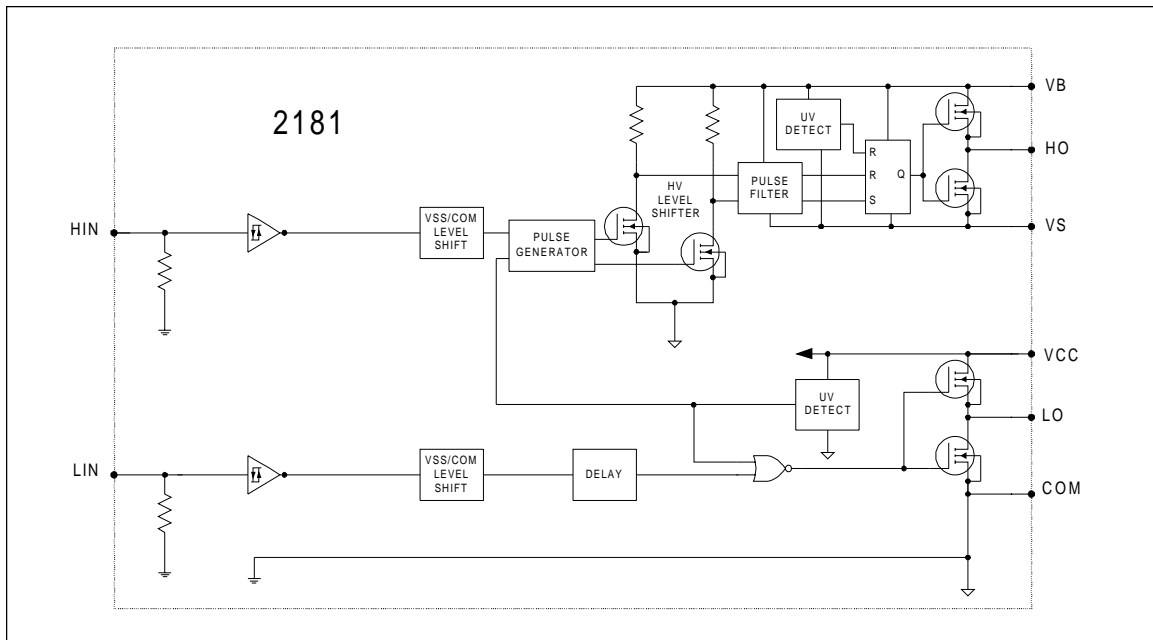 2181
VB
UV
DETECT
HO
R
R
Q
S
HV
LEVEL
SHIFTER
PULSE
FILTER
VS
HIN
VSS/COM
LEVEL
SHIFT
PULSE
GENERATOR
VCC
UV
DETECT
LO
LIN
VSS/COM
LEVEL
SHIFT
DELAY
COM